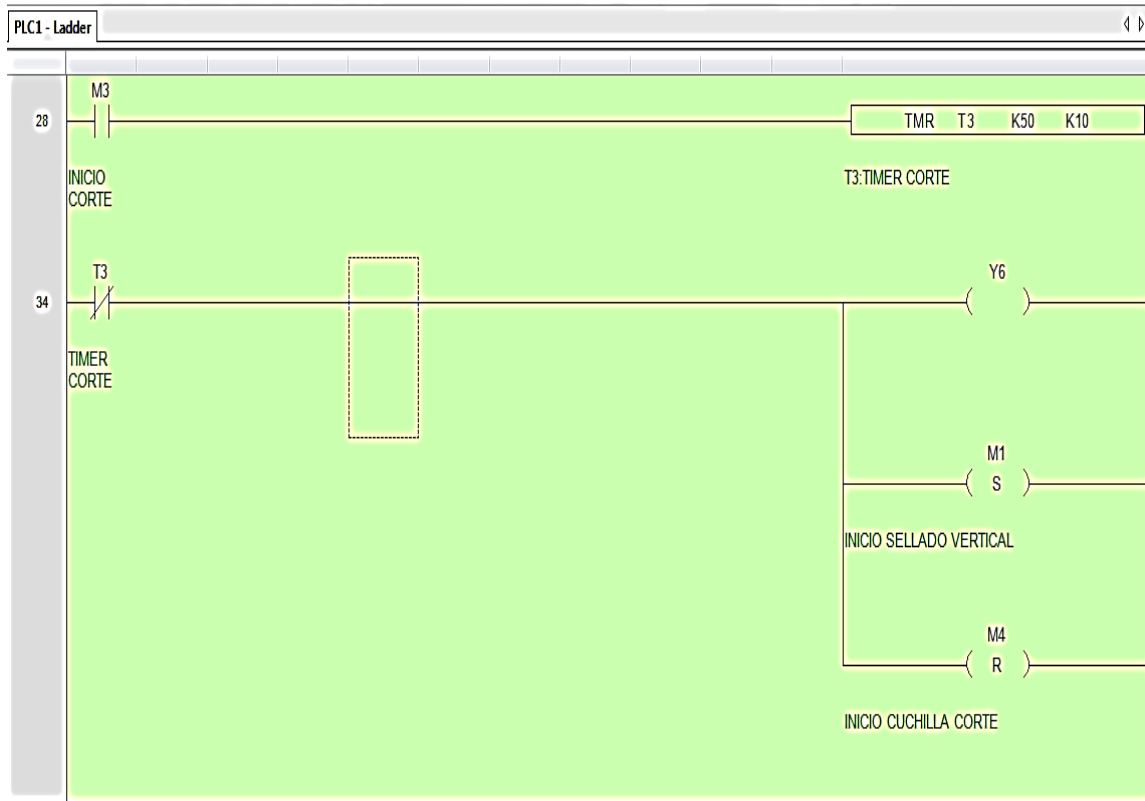 PLC1 - Ladder
M3
28
TMR T3 K50 K10
INICIO
CORTE
T3:TIMER CORTE
T3
Y6
34
TIMER
CORTE
M1
S
INICIO SELLADO VERTICAL
M4
R
INICIO CUCHILLA CORTE